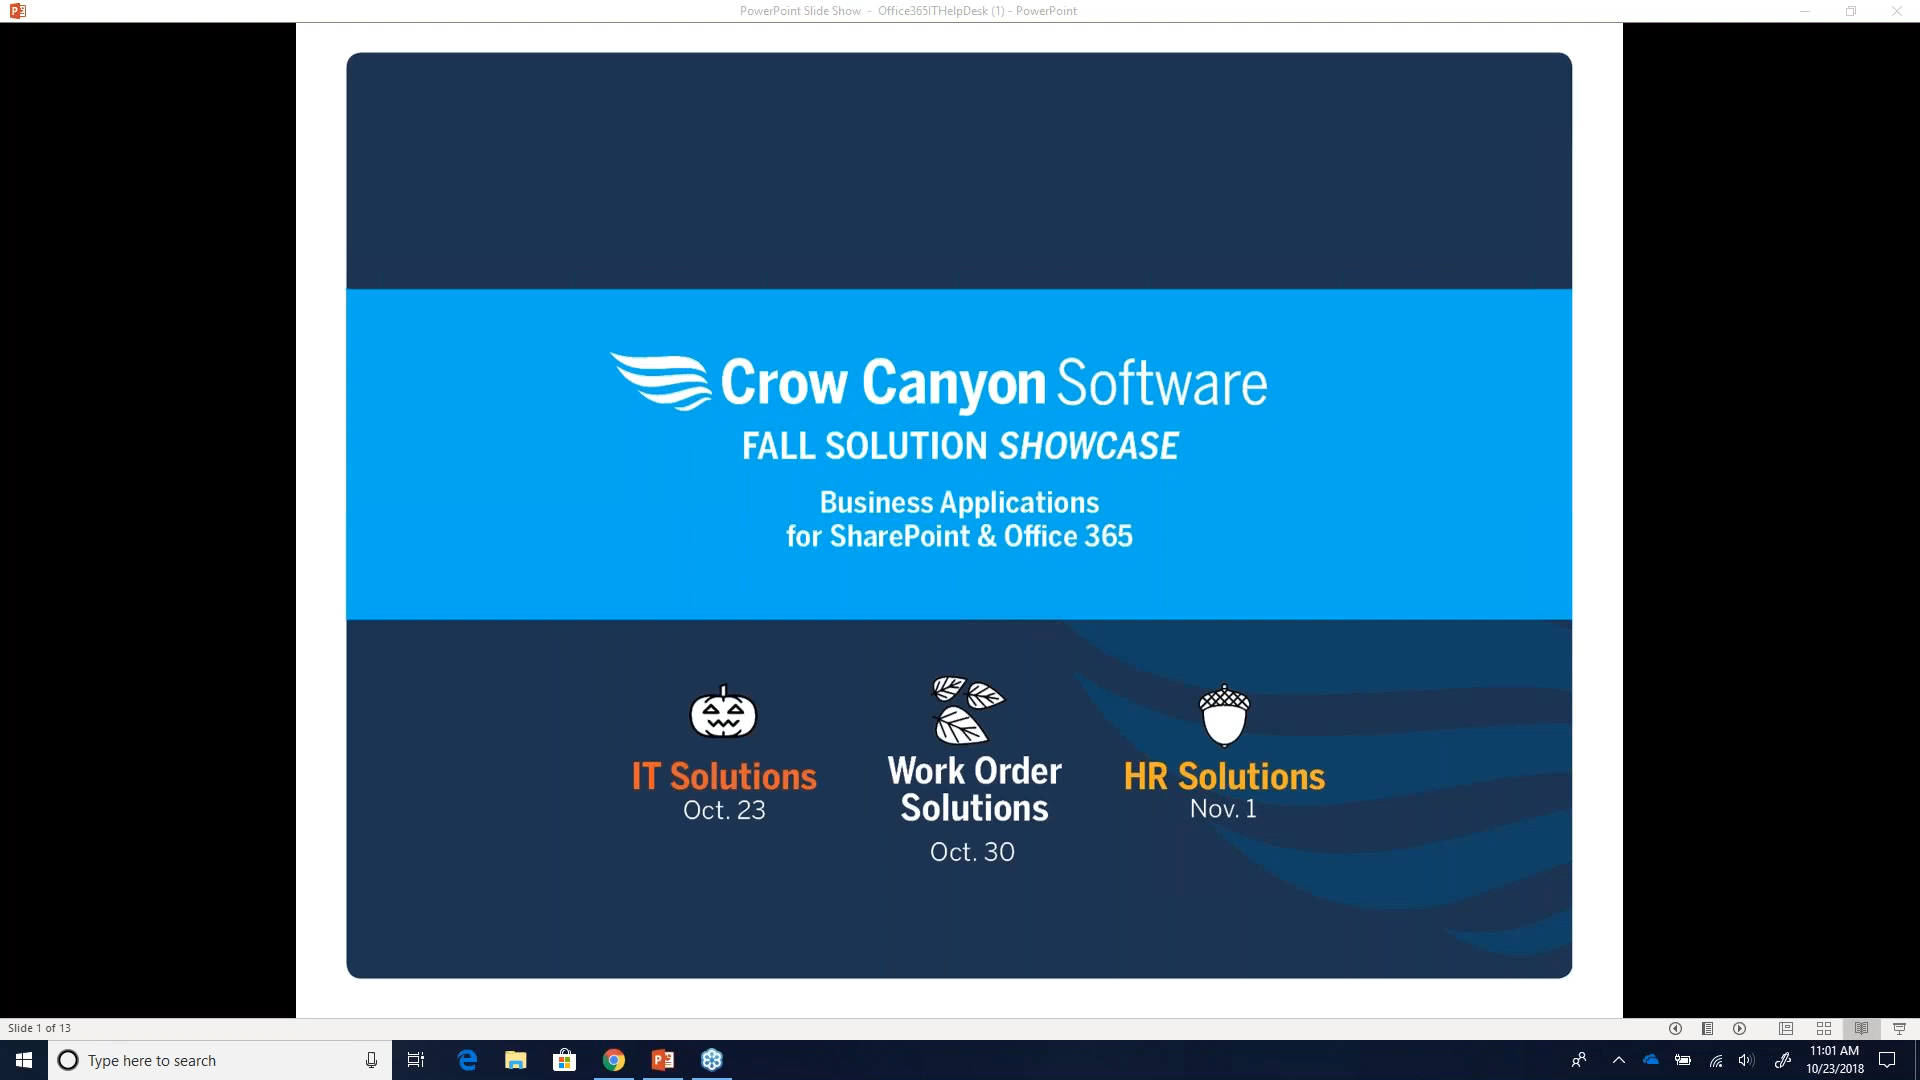 PowerPoint Slide Show - Office365ITHelpDesk (1) - PowerPoint
Crow Canyon Software
FALL SOLUTION SHOWCASE
Business Applications
for SharePoint & Office 365
IT Solutions
Oct. 23
Work Order
Solutions
Oct. 30
HR Solutions
Nov. 1
Slide 1 of 13
Type here to search
11:01 AM
10/23/2018